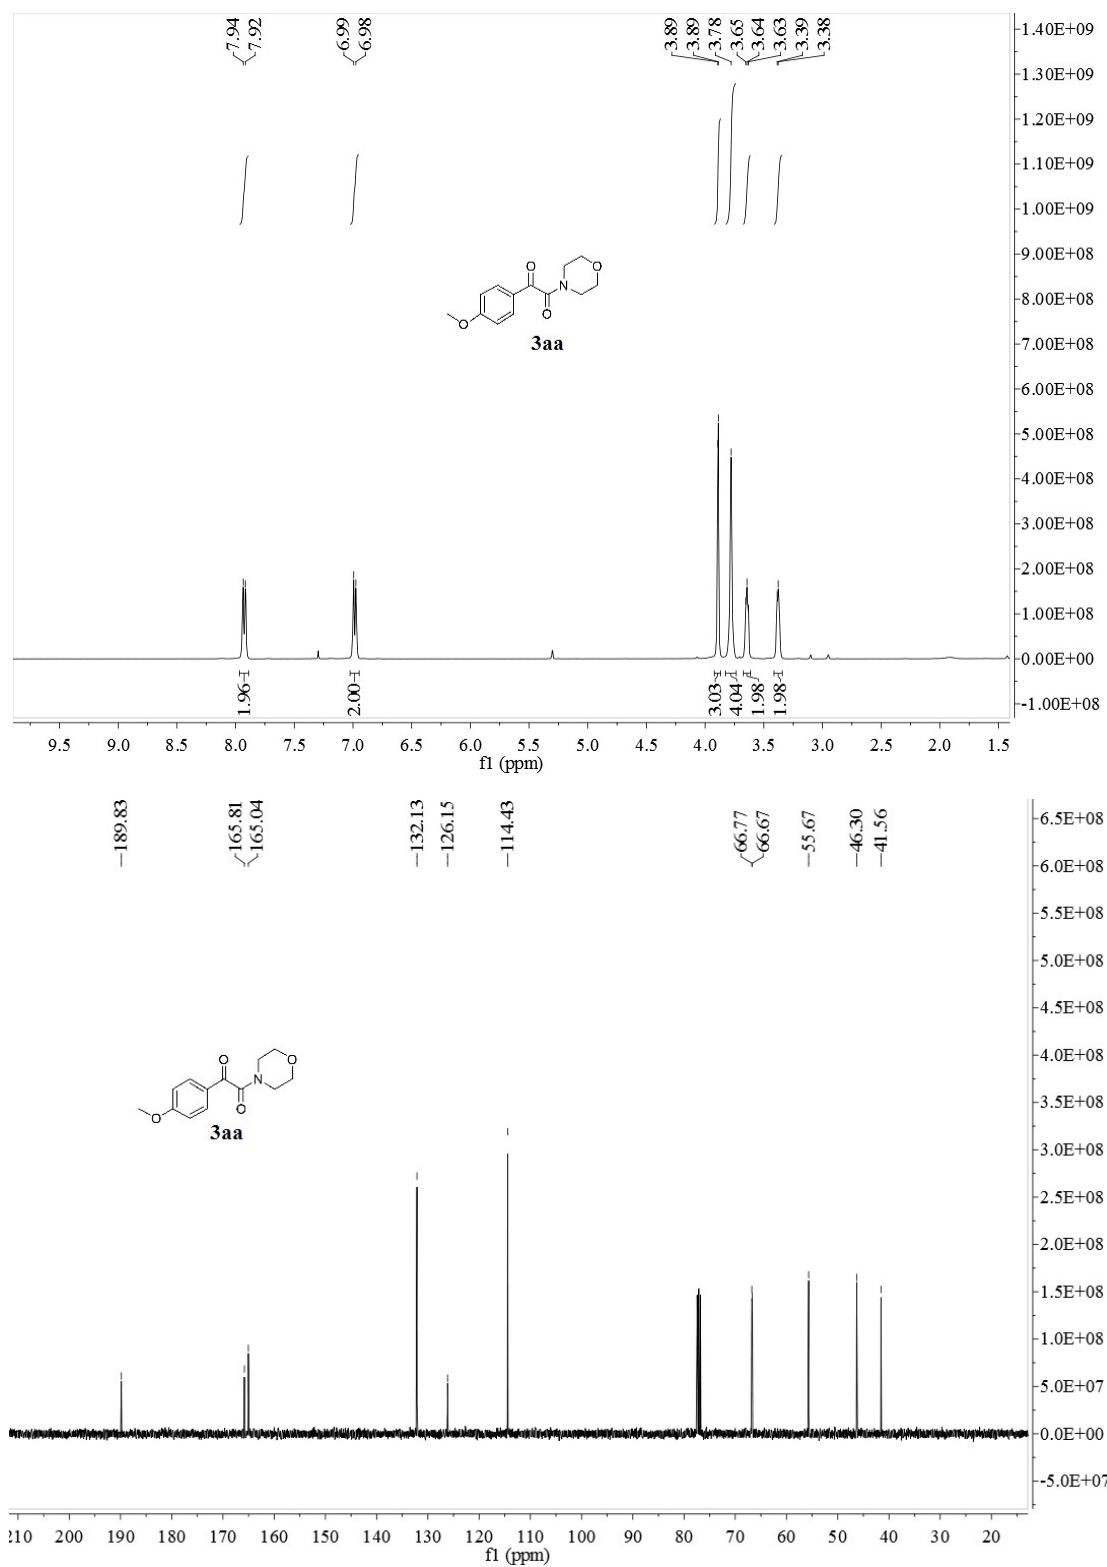 7.94
7.92
6.99
6.98
3.89
3.89
3.78
3.65
3.64
3.63
3.39
3.38
1.40E+09
1.30E+09
1.20E+09
1.10E+09
1.00E+09
9.00E+08
8.00E+08
7.00E+08
6.00E+08
5.00E+08
4.00E+08
3.00E+08
2.00E+08
1.00E+08
0.00E+00
-1.00E+08
O
O
N
O
O
3aa
1.96
2.00
3.03
4.04
1.98
1.98
9.5 9.0 8.5 8.0 7.5 7.0 6.5 6.0 5.5 5.0 4.5 4.0 3.5 3.0 2.5 2.0 1.5
f1 (ppm)
189.83
165.81
165.04
132.13
126.15
114.43
66.77
66.67
55.67
46.30
41.56
6.5E+08
6.0E+08
5.5E+08
5.0E+08
4.5E+08
4.0E+08
3.5E+08
3.0E+08
2.5E+08
2.0E+08
1.5E+08
1.0E+08
5.0E+07
0.0E+00
-5.0E+07
O
O
N
O
O
3aa
210 200 190 180 170 160 150 140 130 120 110 100 90 80 70 60 50 40 30 20
f1 (ppm)